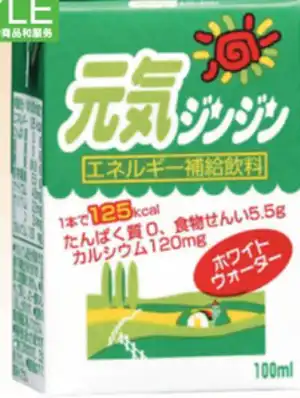 LE
商品和服务
元気
ジンジン
エネルギー補給飲料
1本で125kcal
たんぱく質0、食物せんい5.5g
カルシウム120mg
ホワイト
ウォーター
100ml